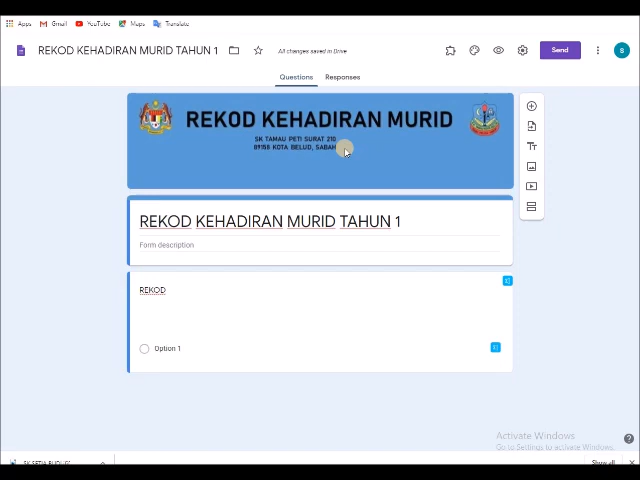 Apps Gmail YouTube Maps Translate
REKOD KEHADIRAN MURID TAHUN 1 All changes saved in Drive Send S
Questions Responses
REKOD KEHADIRAN MURID
SK TAMAU PETI SURAT 210
89158 KOTA BELUD, SABAH
REKOD KEHADIRAN MURID TAHUN 1
Form description
REKOD
Option 1
Activate Windows
Go to Settings to activate Windows.
Show all